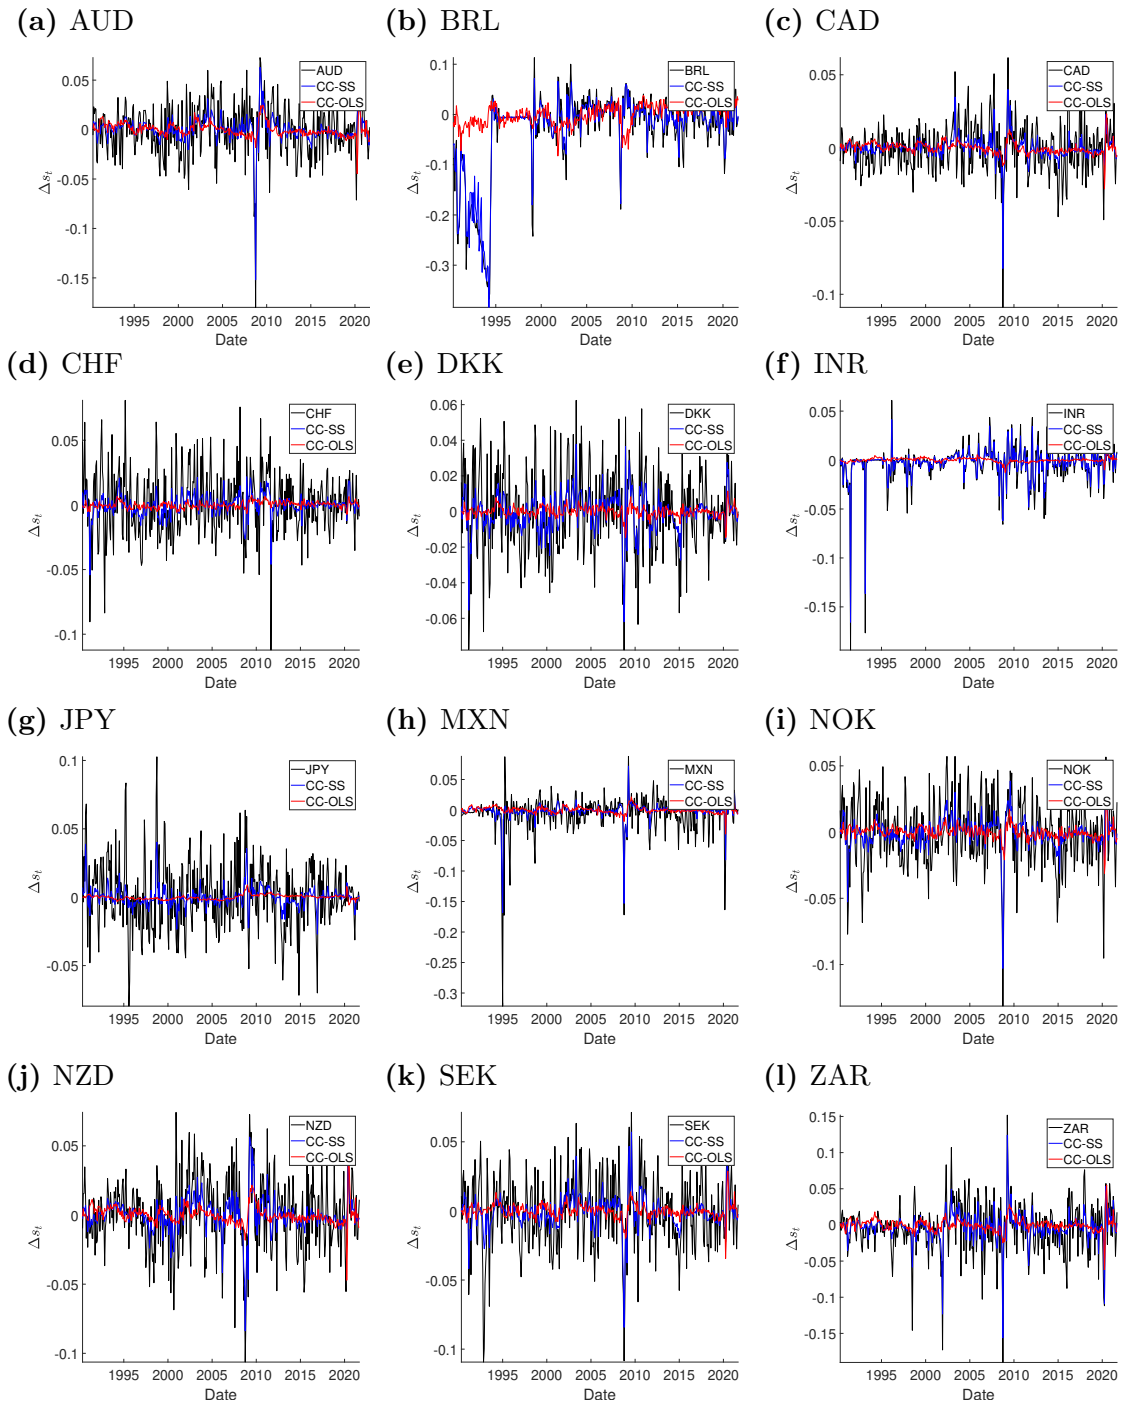 (a) AUD
(b) BRL
(c) CAD
0.05
0
-0.05
-0.1
-0.15
Δs_t
1995 2000 2005 2010 2015 2020
Date
AUD
CC-SS
CC-OLS
0.1
0
-0.1
-0.2
-0.3
Δs_t
1995 2000 2005 2010 2015 2020
Date
BRL
CC-SS
CC-OLS
0.05
0
-0.05
-0.1
Δs_t
1995 2000 2005 2010 2015 2020
Date
CAD
CC-SS
CC-OLS
(d) CHF
(e) DKK
(f) INR
0.05
0
-0.05
-0.1
Δs_t
1995 2000 2005 2010 2015 2020
Date
CHF
CC-SS
CC-OLS
0.06
0.04
0.02
0
-0.02
-0.04
-0.06
Δs_t
1995 2000 2005 2010 2015 2020
Date
DKK
CC-SS
CC-OLS
0.05
0
-0.05
-0.1
-0.15
Δs_t
1995 2000 2005 2010 2015 2020
Date
INR
CC-SS
CC-OLS
(g) JPY
(h) MXN
(i) NOK
0.1
0.05
0
-0.05
Δs_t
1995 2000 2005 2010 2015 2020
Date
JPY
CC-SS
CC-OLS
0.05
0
-0.05
-0.1
-0.15
-0.2
-0.25
-0.3
Δs_t
1995 2000 2005 2010 2015 2020
Date
MXN
CC-SS
CC-OLS
0.05
0
-0.05
-0.1
Δs_t
1995 2000 2005 2010 2015 2020
Date
NOK
CC-SS
CC-OLS
(j) NZD
(k) SEK
(l) ZAR
0.05
0
-0.05
-0.1
Δs_t
1995 2000 2005 2010 2015 2020
Date
NZD
CC-SS
CC-OLS
0.05
0
-0.05
-0.1
Δs_t
1995 2000 2005 2010 2015 2020
Date
SEK
CC-SS
CC-OLS
0.15
0.1
0.05
0
-0.05
-0.1
-0.15
Δs_t
1995 2000 2005 2010 2015 2020
Date
ZAR
CC-SS
CC-OLS